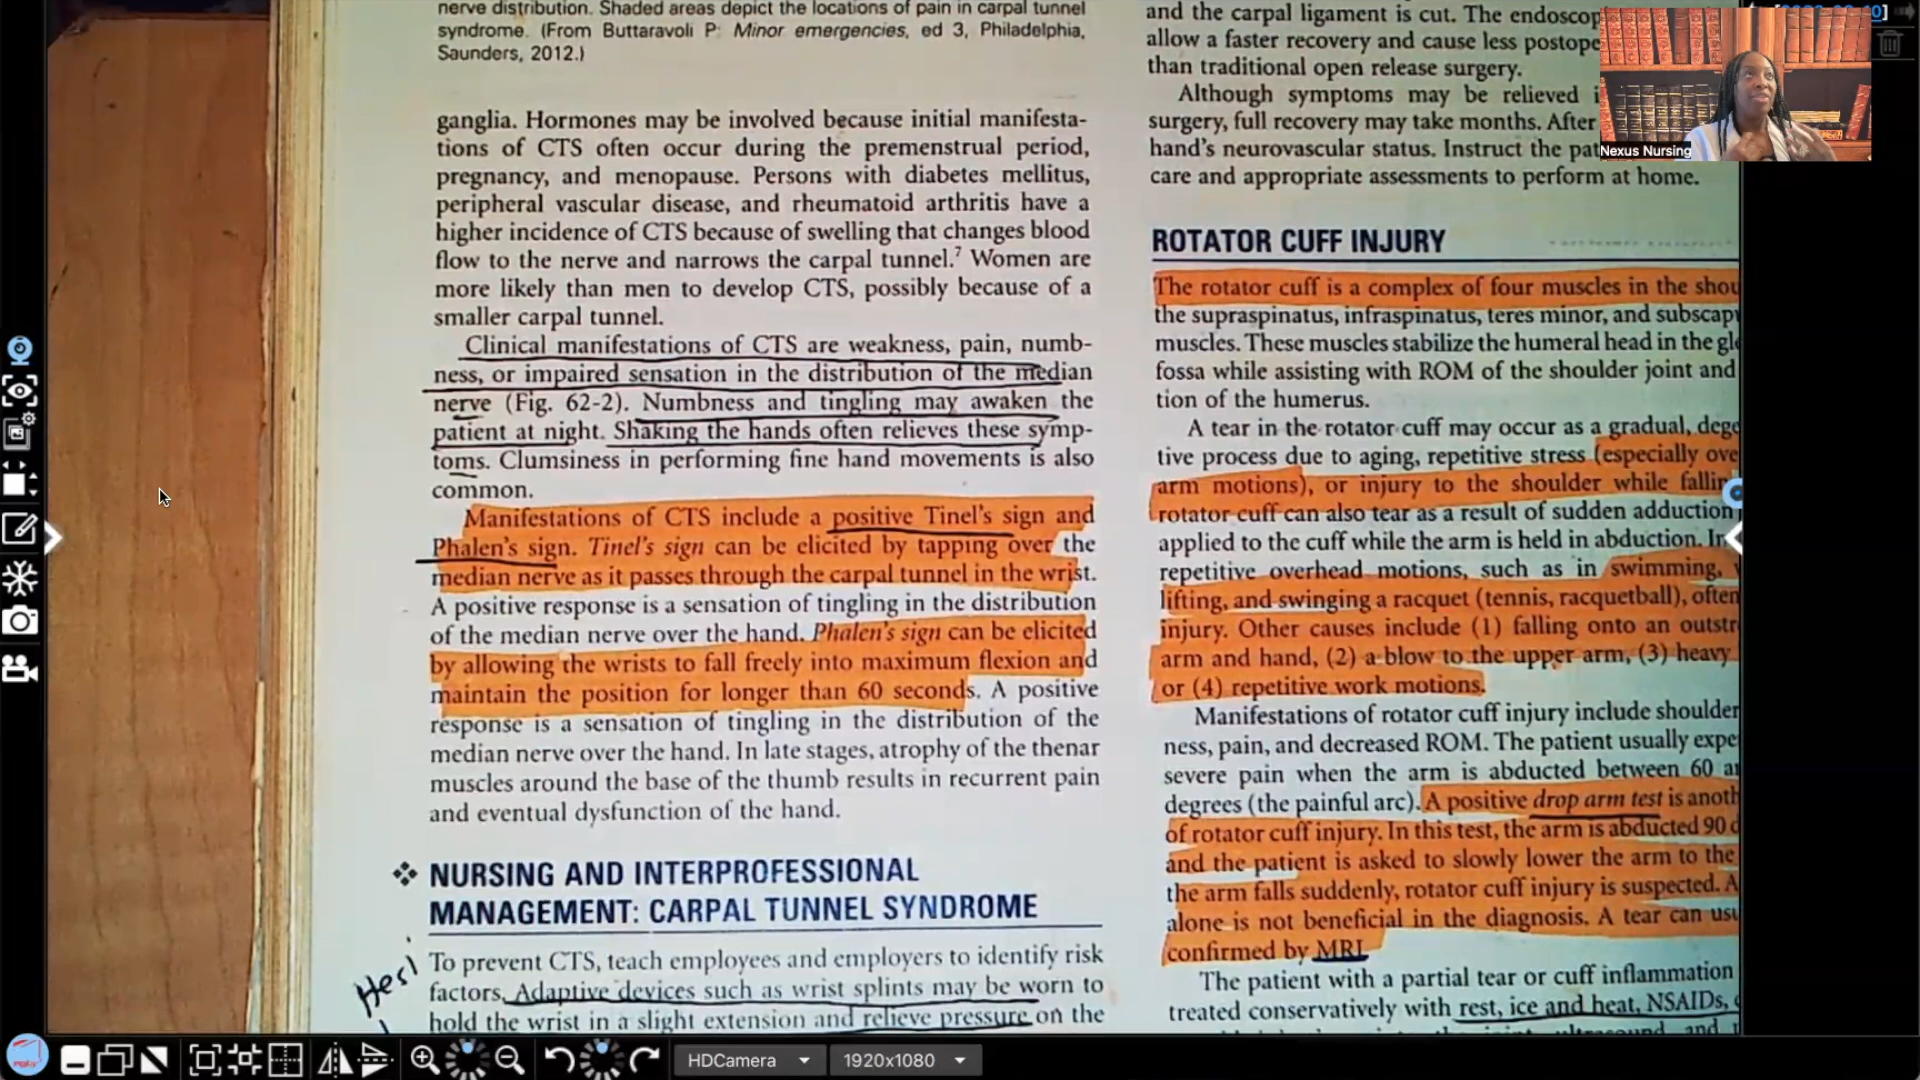 nerve distribution. Shaded areas depict the locations of pain in carpal tunnel
syndrome. (From Buttaravoli P: Minor emergencies, ed 3, Philadelphia,
Saunders, 2012.)
ganglia. Hormones may be involved because initial manifesta-
tions of CTS often occur during the premenstrual period,
pregnancy, and menopause. Persons with diabetes mellitus,
peripheral vascular disease, and rheumatoid arthritis have a
higher incidence of CTS because of swelling that changes blood
flow to the nerve and narrows the carpal tunnel.7 Women are
more likely than men to develop CTS, possibly because of a
smaller carpal tunnel.
Clinical manifestations of CTS are weakness, pain, numb-
ness, or impaired sensation in the distribution of the median
nerve (Fig. 62-2). Numbness and tingling may awaken the
patient at night. Shaking the hands often relieves these symp-
toms. Clumsiness in performing fine hand movements is also
common.
Manifestations of CTS include a positive Tinel's sign and
Phalen's sign. Tinel's sign can be elicited by tapping over the
median nerve as it passes through the carpal tunnel in the wrist.
A positive response is a sensation of tingling in the distribution
of the median nerve over the hand. Phalen's sign can be elicited
by allowing the wrists to fall freely into maximum flexion and
maintain the position for longer than 60 seconds. A positive
response is a sensation of tingling in the distribution of the
median nerve over the hand. In late stages, atrophy of the thenar
muscles around the base of the thumb results in recurrent pain
and eventual dysfunction of the hand.
❖ NURSING AND INTERPROFESSIONAL
MANAGEMENT: CARPAL TUNNEL SYNDROME
Hesi
To prevent CTS, teach employees and employers to identify risk
factors. Adaptive devices such as wrist splints may be worn to
hold the wrist in a slight extension and relieve pressure on the
and the carpal ligament is cut. The
allow a faster recovery and cause less
than traditional open release surgery.
Although symptoms may be relieved
surgery, full recovery may take months. After
hand's neurovascular status. Instruct the
care and appropriate assessments to perform at home.
ROTATOR CUFF INJURY
The rotator cuff is a complex of four muscles in the
the supraspinatus, infraspinatus, teres minor, and
muscles. These muscles stabilize the humeral head in the
fossa while assisting with ROM of the shoulder joint and
tion of the humerus.
A tear in the rotator cuff may occur as a gradual,
tive process due to aging, repetitive stress (especially
arm motions), or injury to the shoulder while
rotator cuff can also tear as a result of sudden adduction
applied to the cuff while the arm is held in abduction.
repetitive overhead motions, such as in swimming,
lifting, and swinging a racquet (tennis, racquetball), often
injury. Other causes include (1) falling onto an
arm and hand, (2) a blow to the upper arm, (3) heavy
or (4) repetitive work motions.
Manifestations of rotator cuff injury include shoulder
ness, pain, and decreased ROM. The patient usually
severe pain when the arm is abducted between 60
degrees (the painful arc). A positive drop arm test is
of rotator cuff injury. In this test, the arm is abducted 90
and the patient is asked to slowly lower the arm to the
the arm falls suddenly, rotator cuff injury is suspected.
alone is not beneficial in the diagnosis. A tear can
confirmed by MRI.
The patient with a partial tear or cuff inflammation
treated conservatively with rest, ice and heat, NSAIDs,
Nexus Nursing
HDCamera
1920x1080